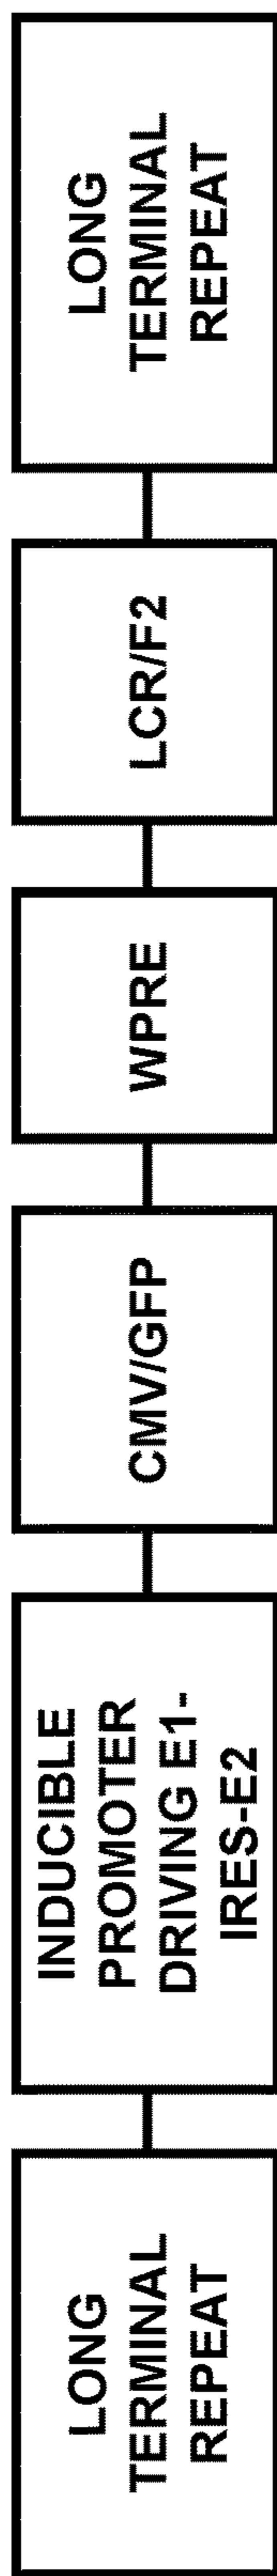 LONG
TERMINAL
REPEAT
INDUCIBLE
PROMOTER
DRIVING E1-
IRES-E2
CMV/GFP
WPRE
LCR/F2
LONG
TERMINAL
REPEAT